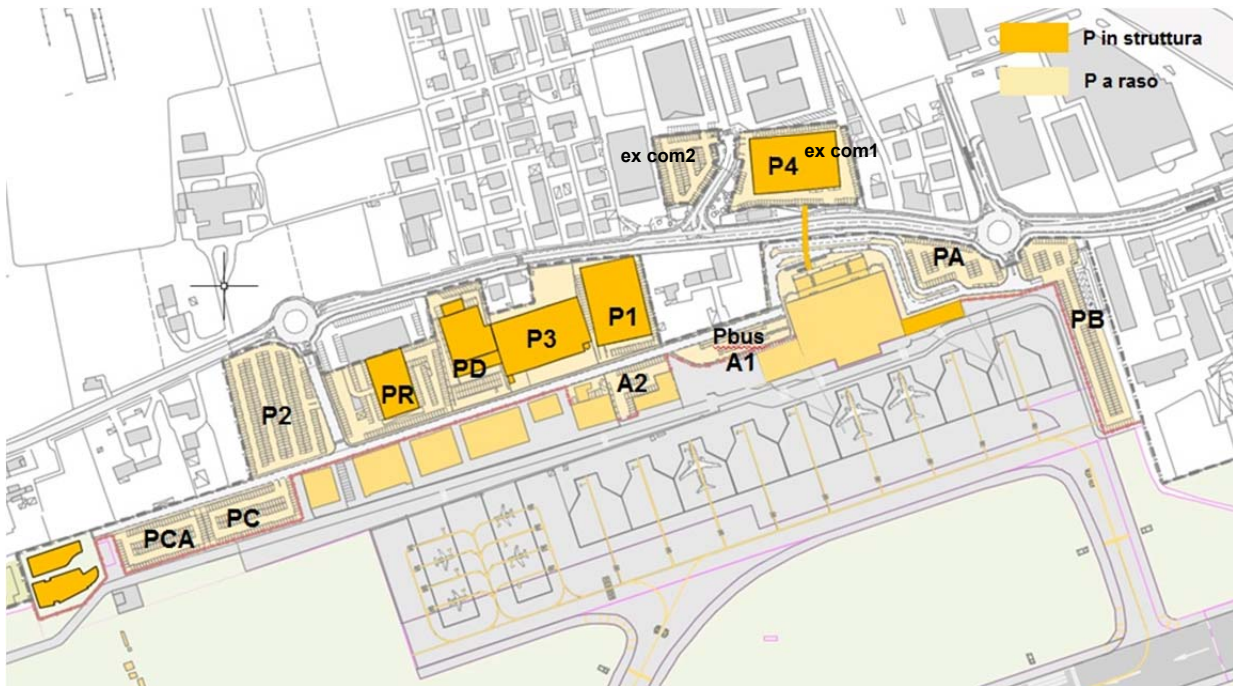 P in struttura
P a raso
ex com2
P4
ex com1
PA
P1
P3
PB
Pbus
A1
PD
A2
PR
P2
PC
PCA